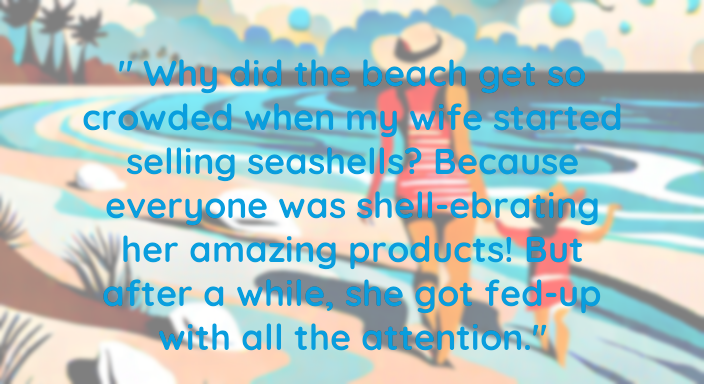 " Why did the beach get so
crowded when my wife started
selling seashells? Because
everyone was shell-ebrating
her amazing products! But
after a while, she got fed-up
with all the attention."